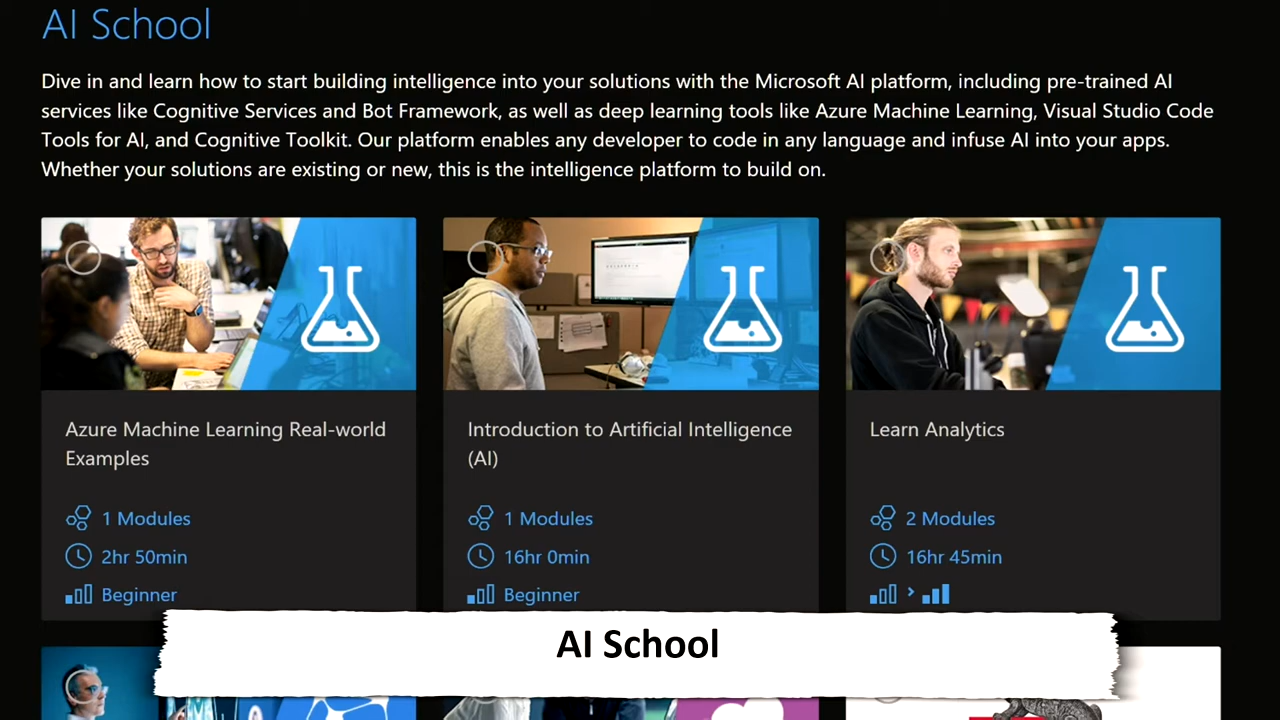 AI School
Dive in and learn how to start building intelligence into your solutions with the Microsoft AI platform, including pre-trained AI
services like Cognitive Services and Bot Framework, as well as deep learning tools like Azure Machine Learning, Visual Studio Code
Tools for AI, and Cognitive Toolkit. Our platform enables any developer to code in any language and infuse AI into your apps.
Whether your solutions are existing or new, this is the intelligence platform to build on.
Azure Machine Learning Real-world
Examples
1 Modules
2hr 50min
Beginner
Introduction to Artificial Intelligence
(AI)
1 Modules
16hr 0min
Beginner
Learn Analytics
2 Modules
16hr 45min
AI School